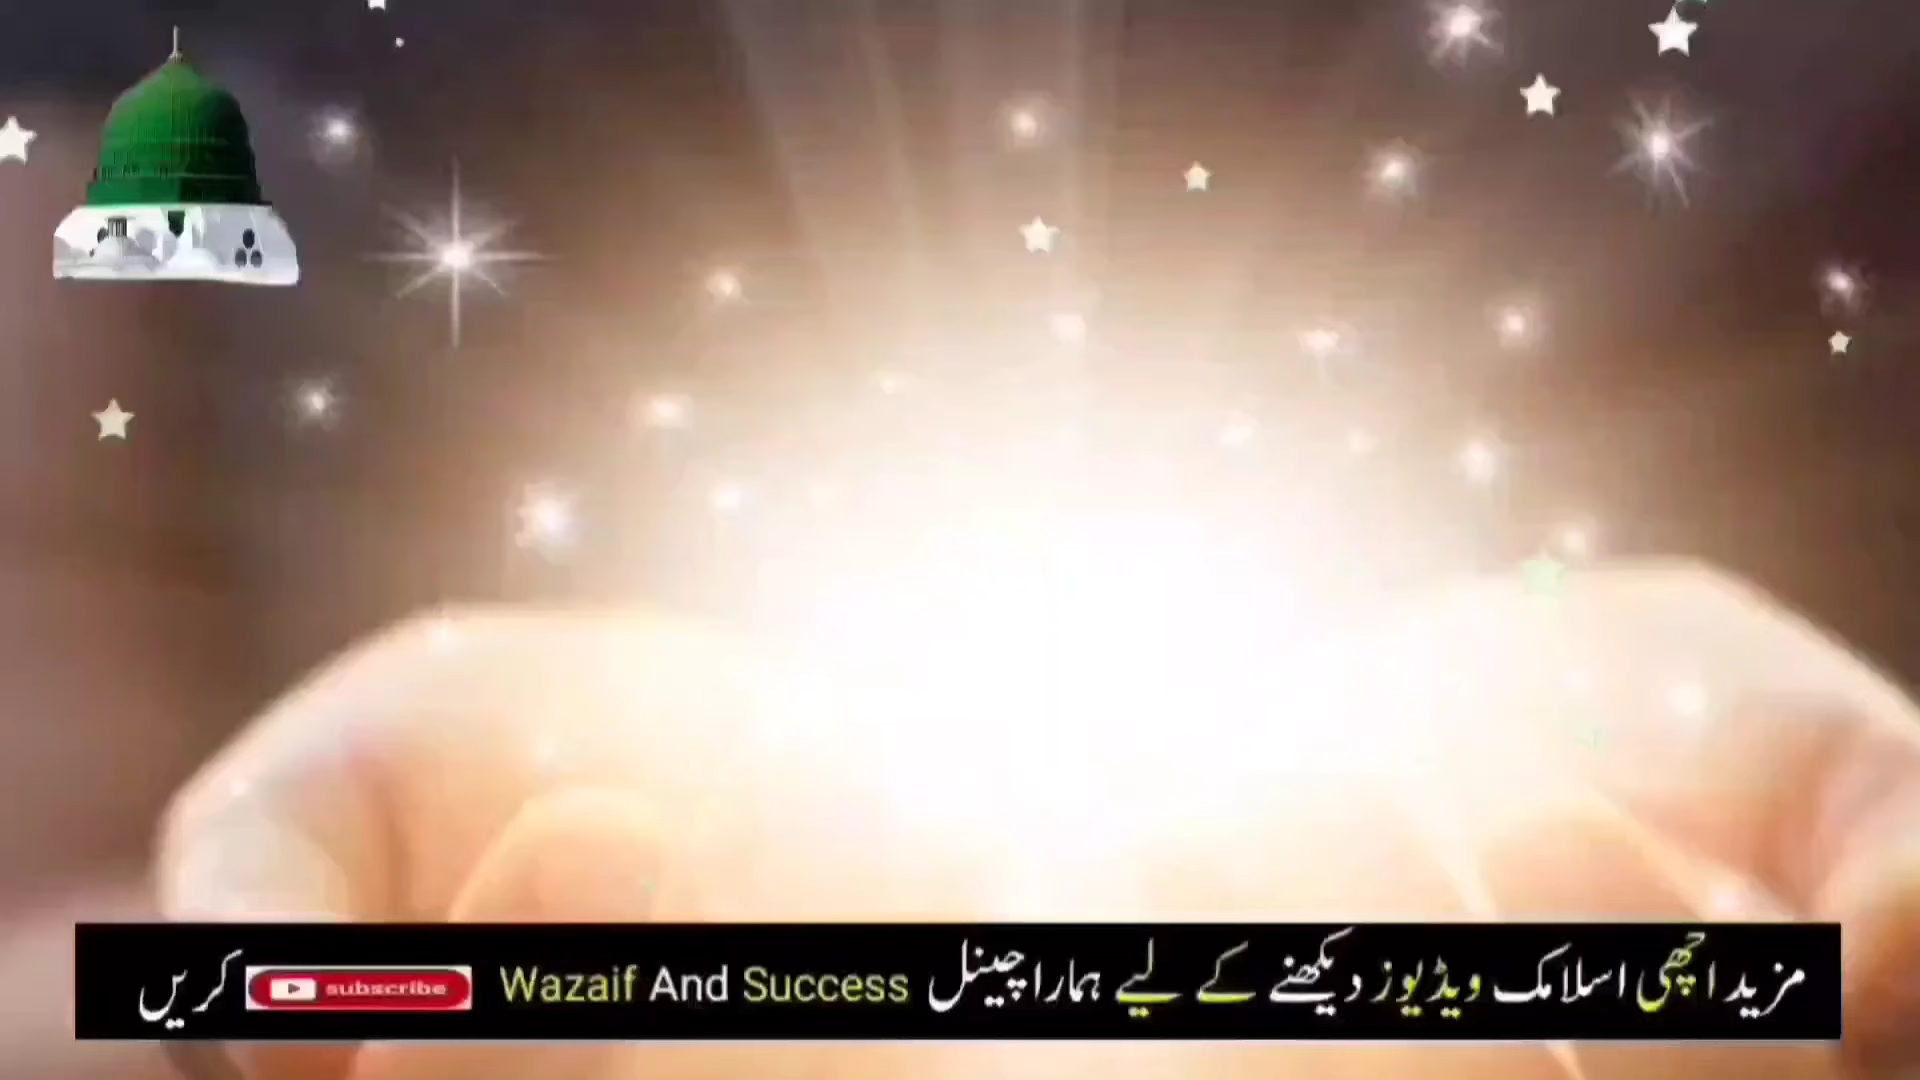 مزید اچھی اسلامک ویڈیوز دیکھنے کے لیے ہمارا چینل Wazaif And Success subscribe کریں